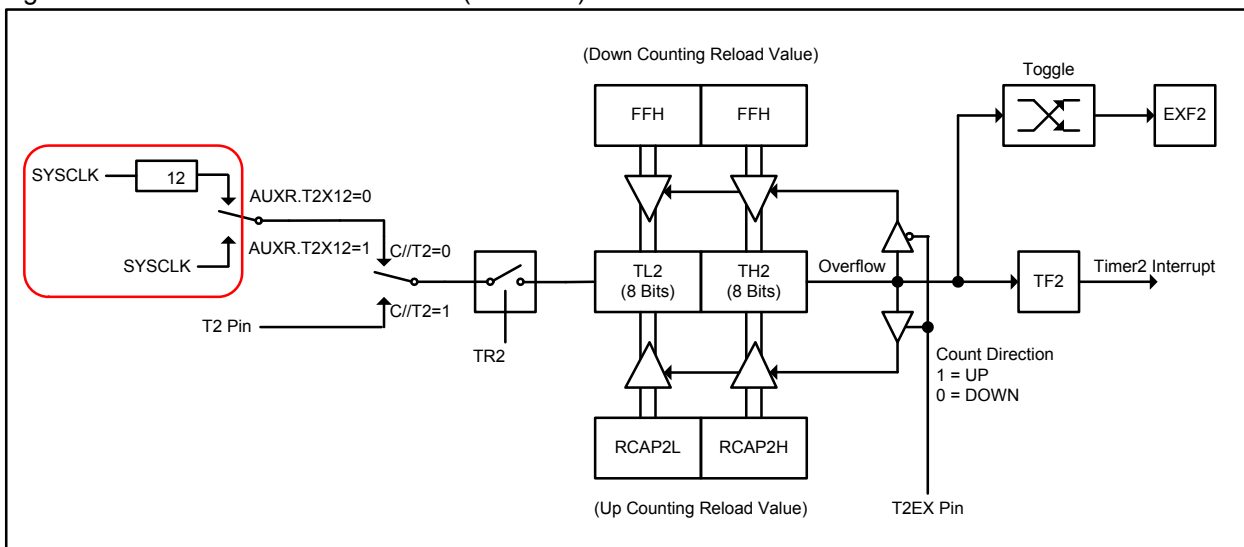 (Down Counting Reload Value)
Toggle
FFH
FFH
EXF2
SYSCLK
12
AUXR.T2X12=0
AUXR.T2X12=1
SYSCLK
C//T2=0
C//T2=1
T2 Pin
TR2
TL2
(8 Bits)
TH2
(8 Bits)
Overflow
TF2
Timer2 Interrupt
Count Direction
1 = UP
0 = DOWN
RCAP2L
RCAP2H
(Up Counting Reload Value)
T2EX Pin